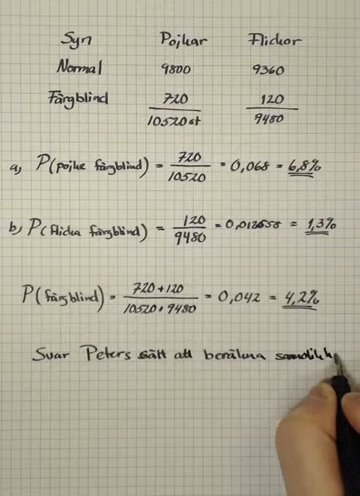 Syn Pojkar Flickor
Normal 9800 9360
Färgblind 720 120
10520 st 9480
a) P(pojke färgblind) = 720/10520 = 0,068 = 6,8%
b) P(flicka färgblind) = 120/9480 = 0,012658 = 1,3%
P(färgblind) = 720+120/10520+9480 = 0,042 = 4,2%
Svar Peters sätt att beräkna